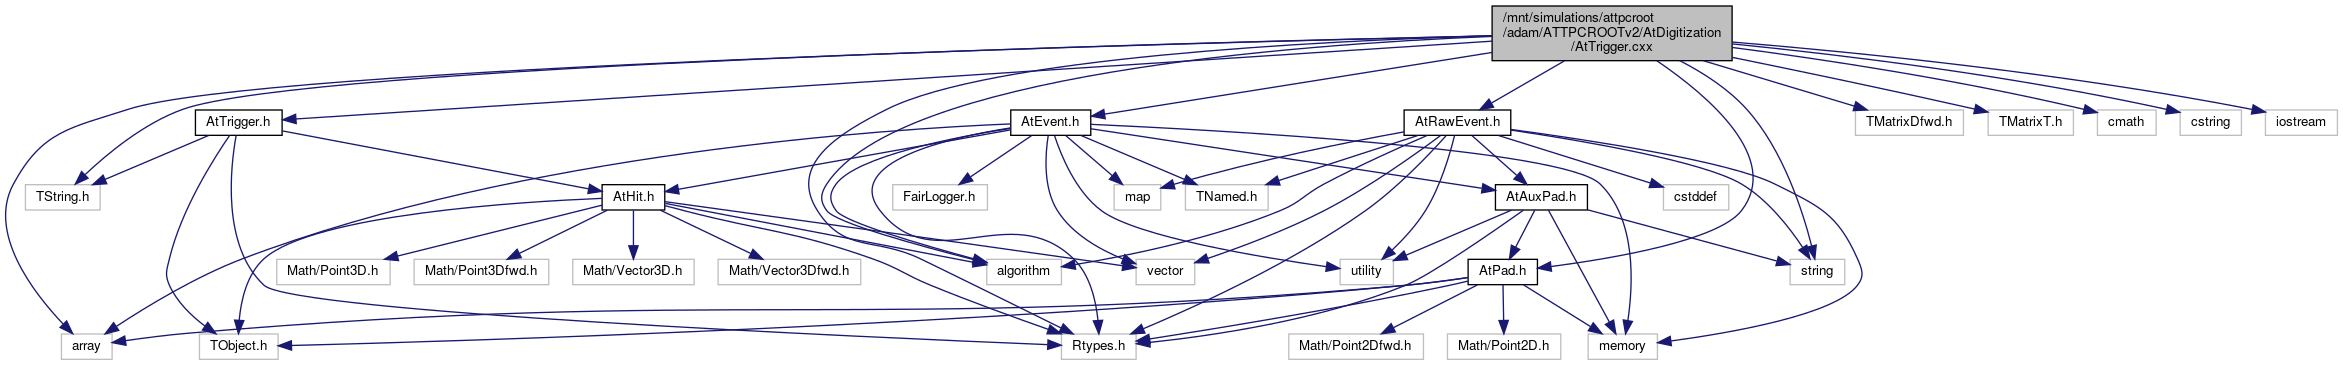 /mnt/simulations/attpcroot
/adam/ATTPCROOTv2/AtDigitization
/AtTrigger.cxx
AtTrigger.h
AtEvent.h
AtRawEvent.h
TMatrixDfwd.h
TMatrixT.h
cmath
cstring
iostream
TString.h
AtHit.h
FairLogger.h
map
TNamed.h
AtAuxPad.h
cstddef
Math/Point3D.h
Math/Point3Dfwd.h
Math/Vector3D.h
Math/Vector3Dfwd.h
algorithm
vector
utility
AtPad.h
string
array
TObject.h
Rtypes.h
Math/Point2Dfwd.h
Math/Point2D.h
memory